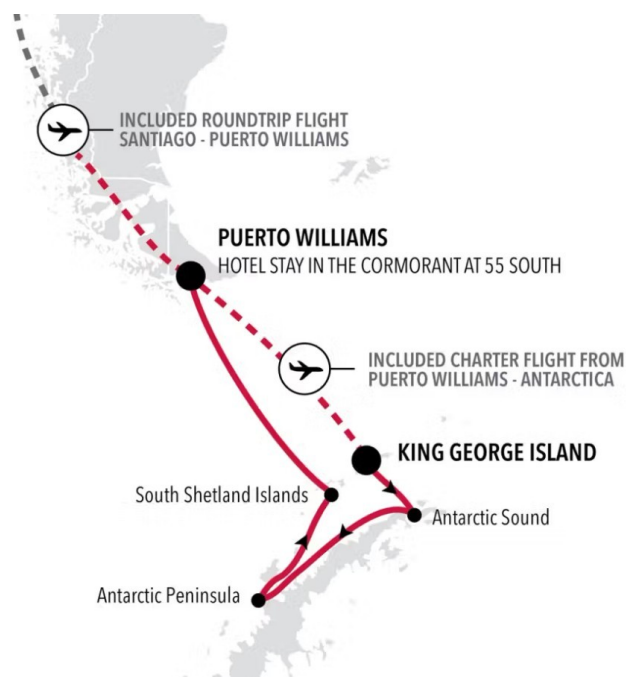 INCLUDED ROUNDTRIP FLIGHT
SANTIAGO - PUERTO WILLIAMS
PUERTO WILLIAMS
HOTEL STAY IN THE CORMORANT AT 55 SOUTH
INCLUDED CHARTER FLIGHT FROM
PUERTO WILLIAMS - ANTARCTICA
KING GEORGE ISLAND
South Shetland Islands
Antarctic Sound
Antarctic Peninsula